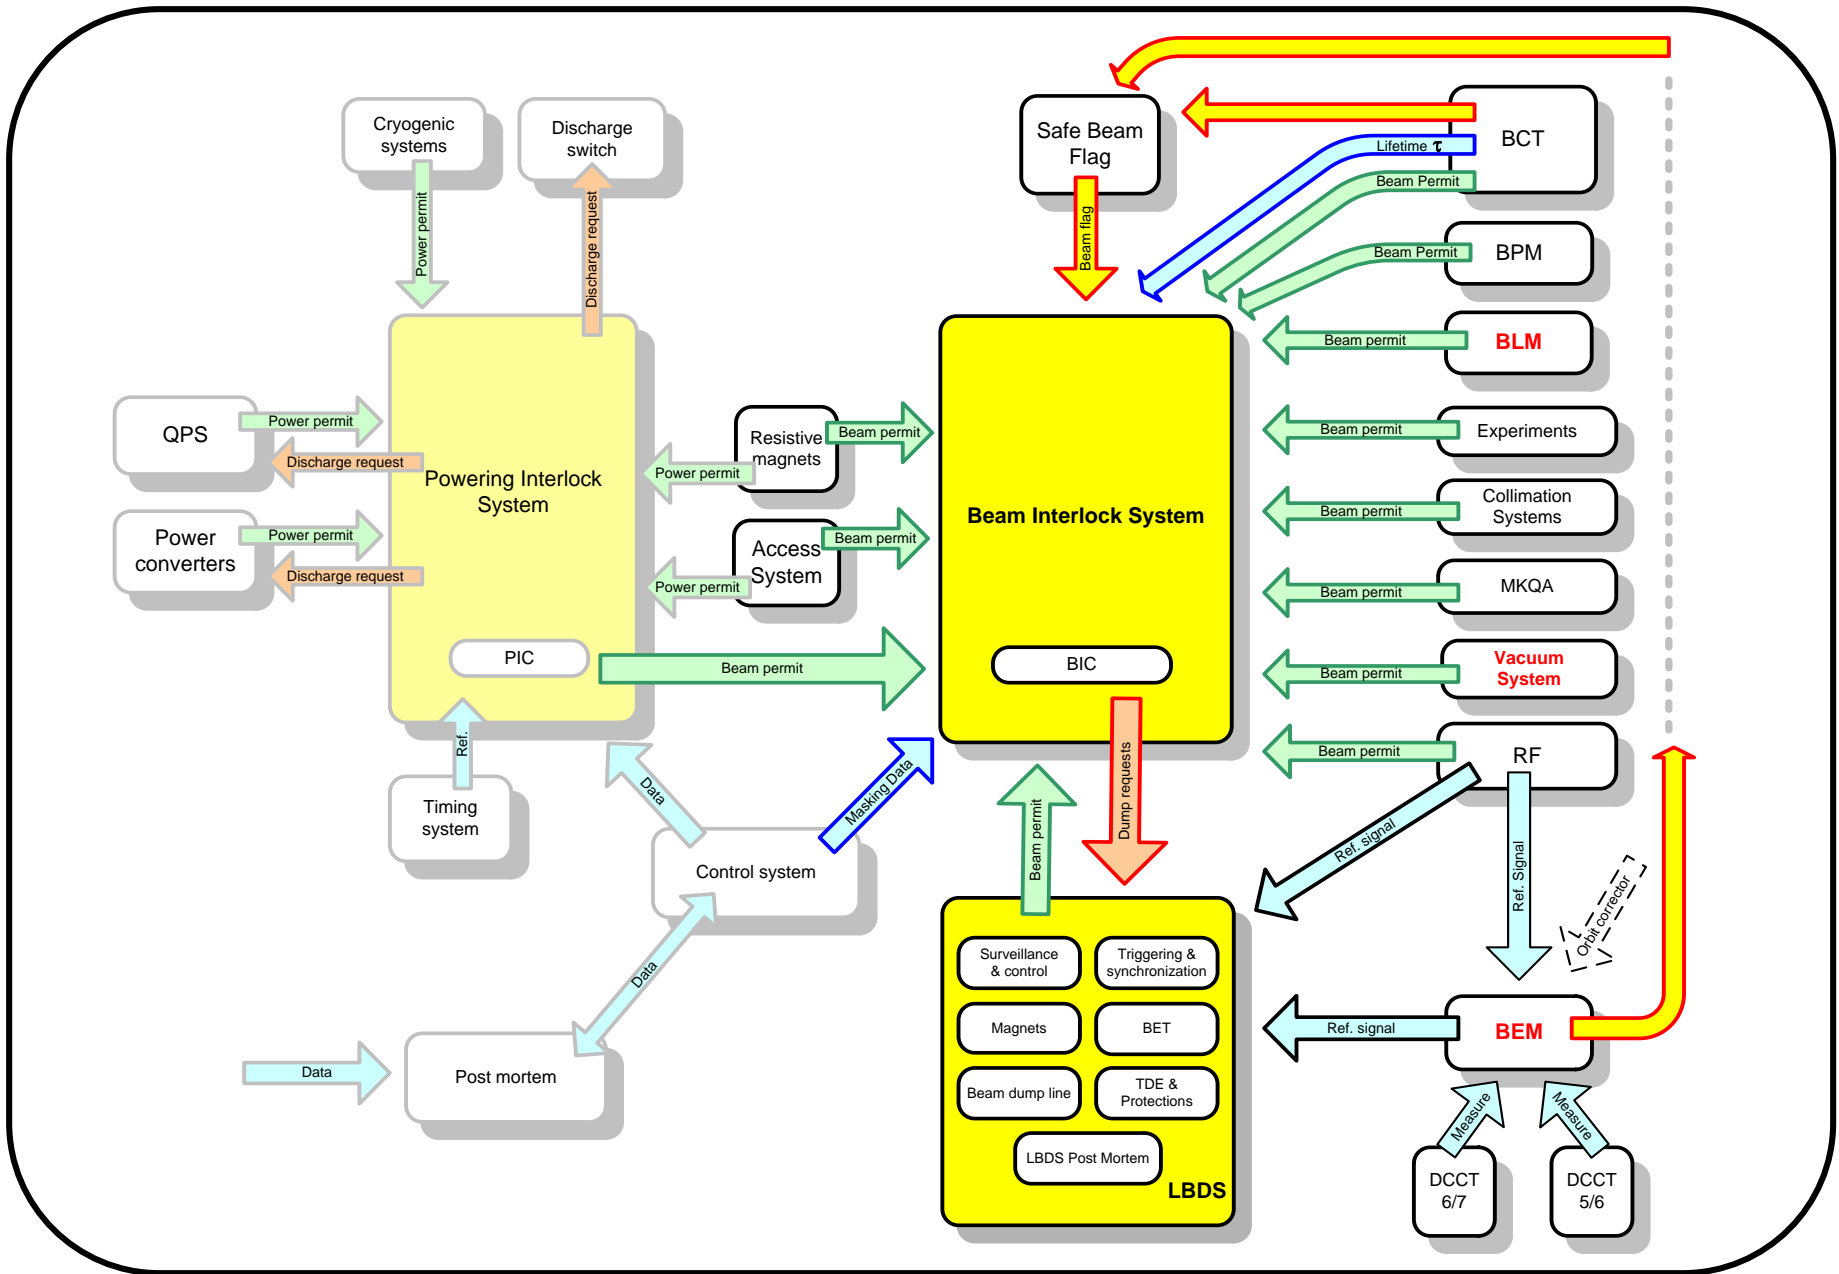 Cryogenic
systems
Discharge
switch
Safe Beam
Flag
BCT
Lifetime τ
Beam Permit
Power permit
Discharge request
Beam flag
Beam Permit
BPM
Beam permit
BLM
QPS
Power permit
Discharge request
Powering Interlock
System
Resistive
magnets
Beam permit
Power permit
Beam permit
Experiments
Power
converters
Power permit
Discharge request
Access
System
Beam permit
Power permit
Beam Interlock System
Beam permit
Collimation
Systems
Beam permit
MKQA
PIC
Beam permit
BIC
Beam permit
Vacuum
System
Ref.
Timing
system
Data
Masking Data
Control system
Beam permit
Dump requests
Beam permit
RF
Ref. signal
Ref. Signal
Orbit corrector
Data
Data
Post mortem
Surveillance
& control
Triggering &
synchronization
Magnets
BET
Beam dump line
TDE &
Protections
LBDS Post Mortem
LBDS
Ref. signal
BEM
Measure
Measure
DCCT
6/7
DCCT
5/6